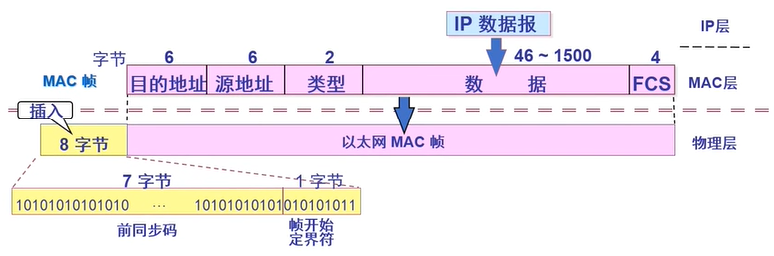 IP 数据报
IP层
字节 6 6 2 46 ~ 1500 4
MAC 帧 目的地址 源地址 类型 数 据 FCS MAC层
插入
8 字节 以太网 MAC 帧 物理层
7 字节 1 字节
10101010101010 … 10101010101010101011
前同步码 帧开始
定界符